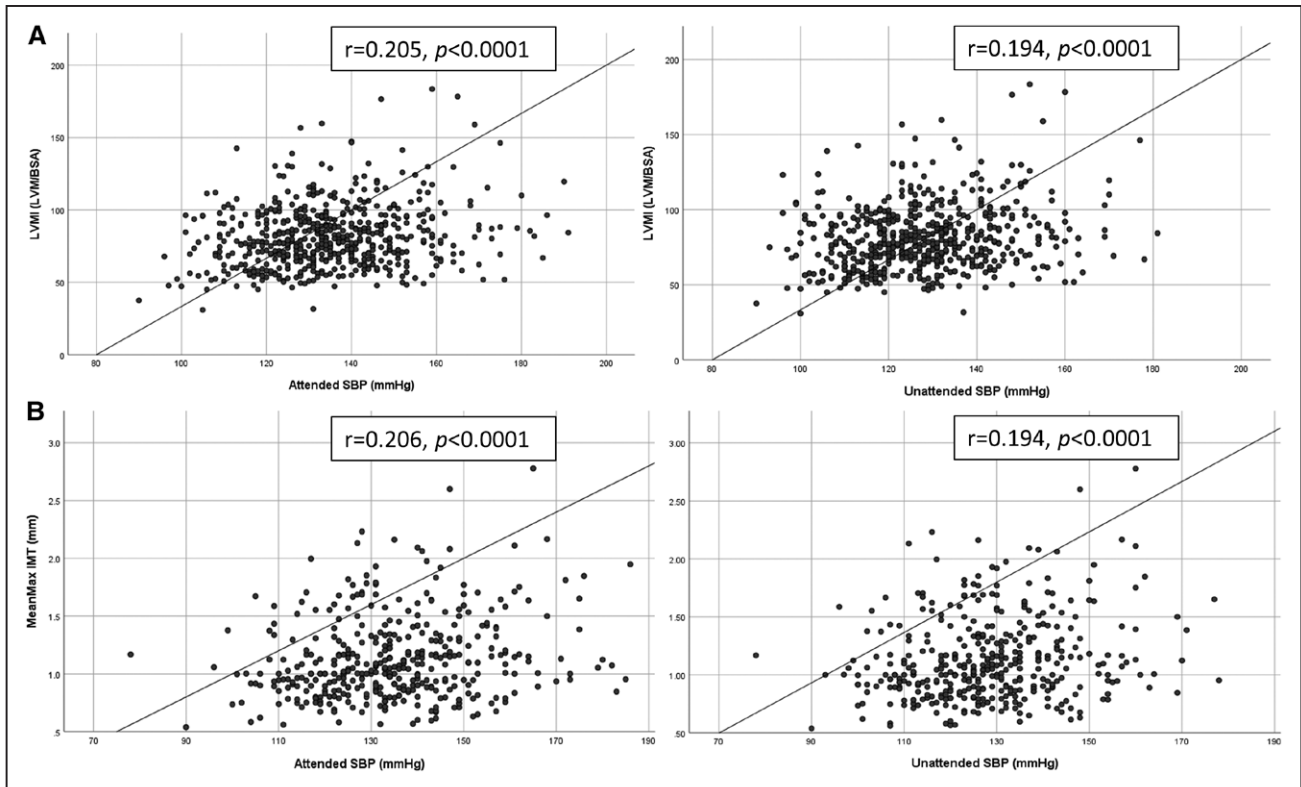 A
r=0.205, p<0.0001
r=0.194, p<0.0001
LVMI (LVM/BSA)
200
150
100
50
0
80 100 120 140 160 180 200
Attended SBP (mmHg)
LVMI (LVM/BSA)
200
150
100
50
0
80 100 120 140 160 180 200
Unattended SBP (mmHg)
B
r=0.206, p<0.0001
r=0.194, p<0.0001
MeanMax IMT (mm)
3.0
2.5
2.0
1.5
1.0
.5
70 90 110 130 150 170 190
Attended SBP (mmHg)
3.00
2.50
2.00
1.50
1.00
.50
70 90 110 130 150 170 190
Unattended SBP (mmHg)